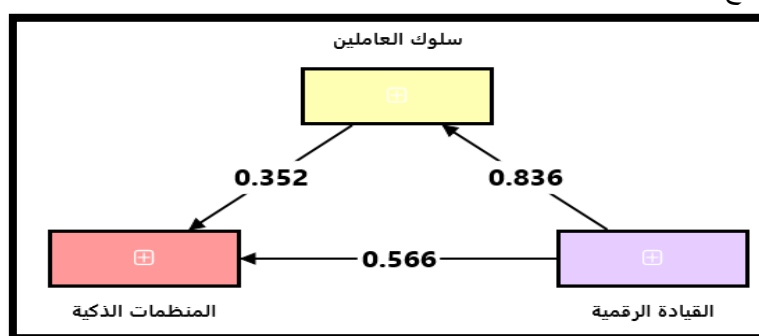 سلوك العاملين
0.352
0.836
0.566
المنظمات الذكية
القيادة الرقمية